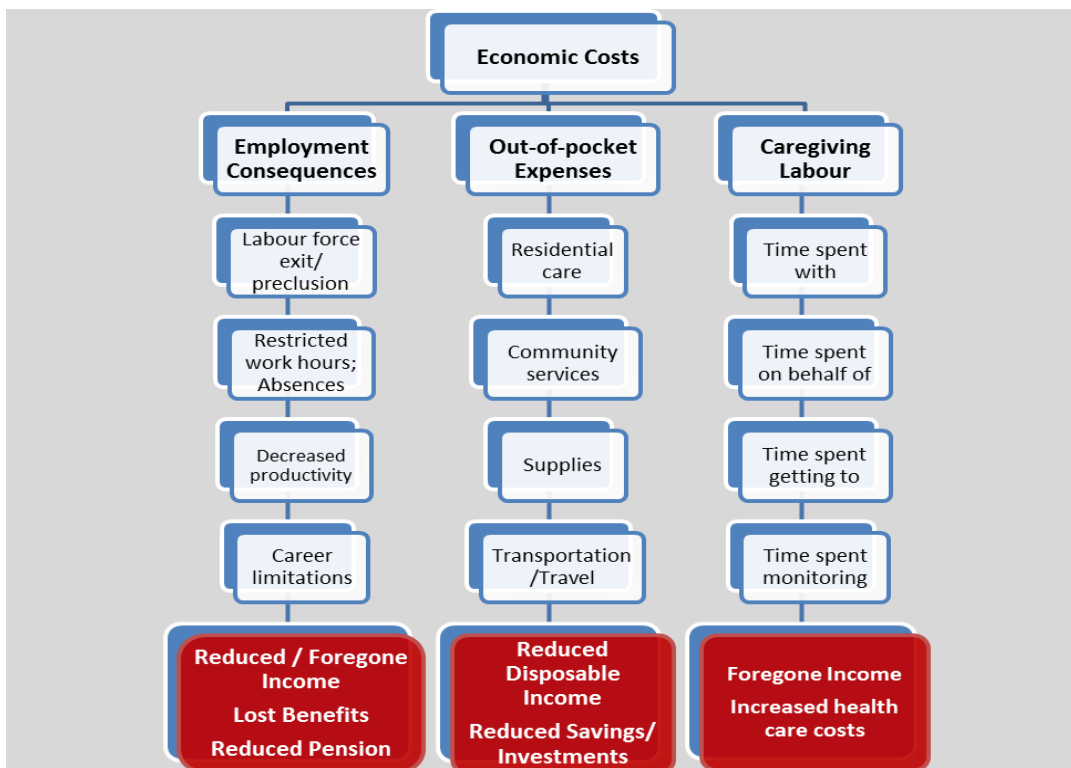 Economic Costs
Employment
Consequences
Labour force
exit/
preclusion
Restricted
work hours;
Absences
Decreased
productivity
Career
limitations
Reduced / Foregone
Income
Lost Benefits
Reduced Pension
Out-of-pocket
Expenses
Residential
care
Community
services
Supplies
Transportation
/Travel
Reduced
Disposable
Income
Reduced Savings/
Investments
Caregiving
Labour
Time spent
with
Time spent
on behalf of
Time spent
getting to
Time spent
monitoring
Foregone Income
Increased health
care costs